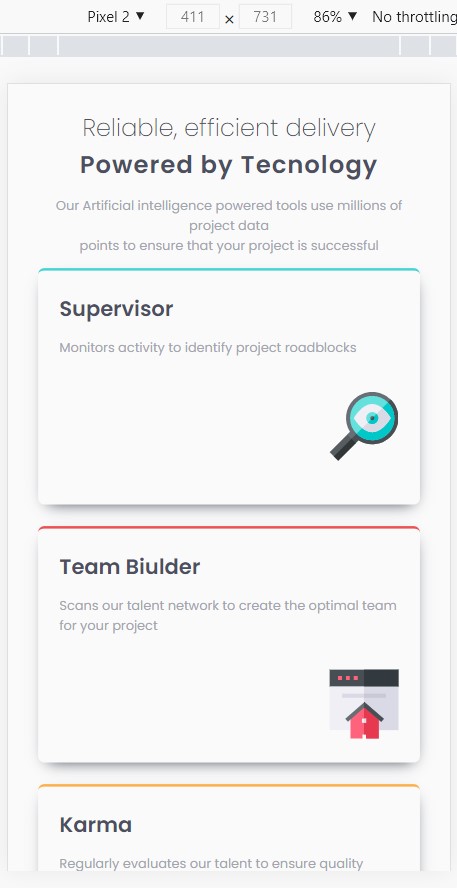 Pixel 2 ▼ 411 × 731 86% ▼ No throttling
Reliable, efficient delivery
Powered by Tecnology
Our Artificial intelligence powered tools use millions of
project data
points to ensure that your project is successful
Supervisor
Monitors activity to identify project roadblocks
Team Biulder
Scans our talent network to create the optimal team
for your project
Karma
Regularly evaluates our talent to ensure quality